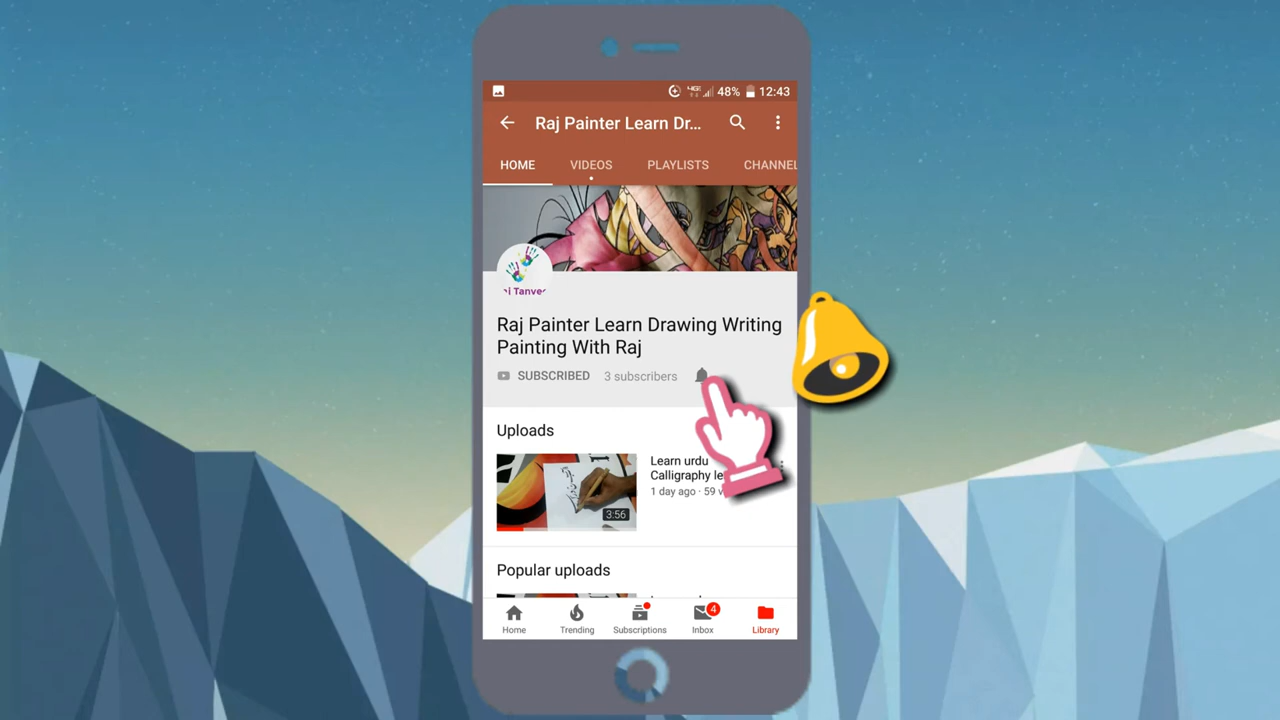 48% 12:43
Raj Painter Learn Dr...
HOME VIDEOS PLAYLISTS CHANNEL
Raj Painter Learn Drawing Writing
Painting With Raj
SUBSCRIBED 3 subscribers
Uploads
Learn urdu
Calligraphy
1 day ago · 59
3:56
Popular uploads
4
Home Trending Subscriptions Inbox Library